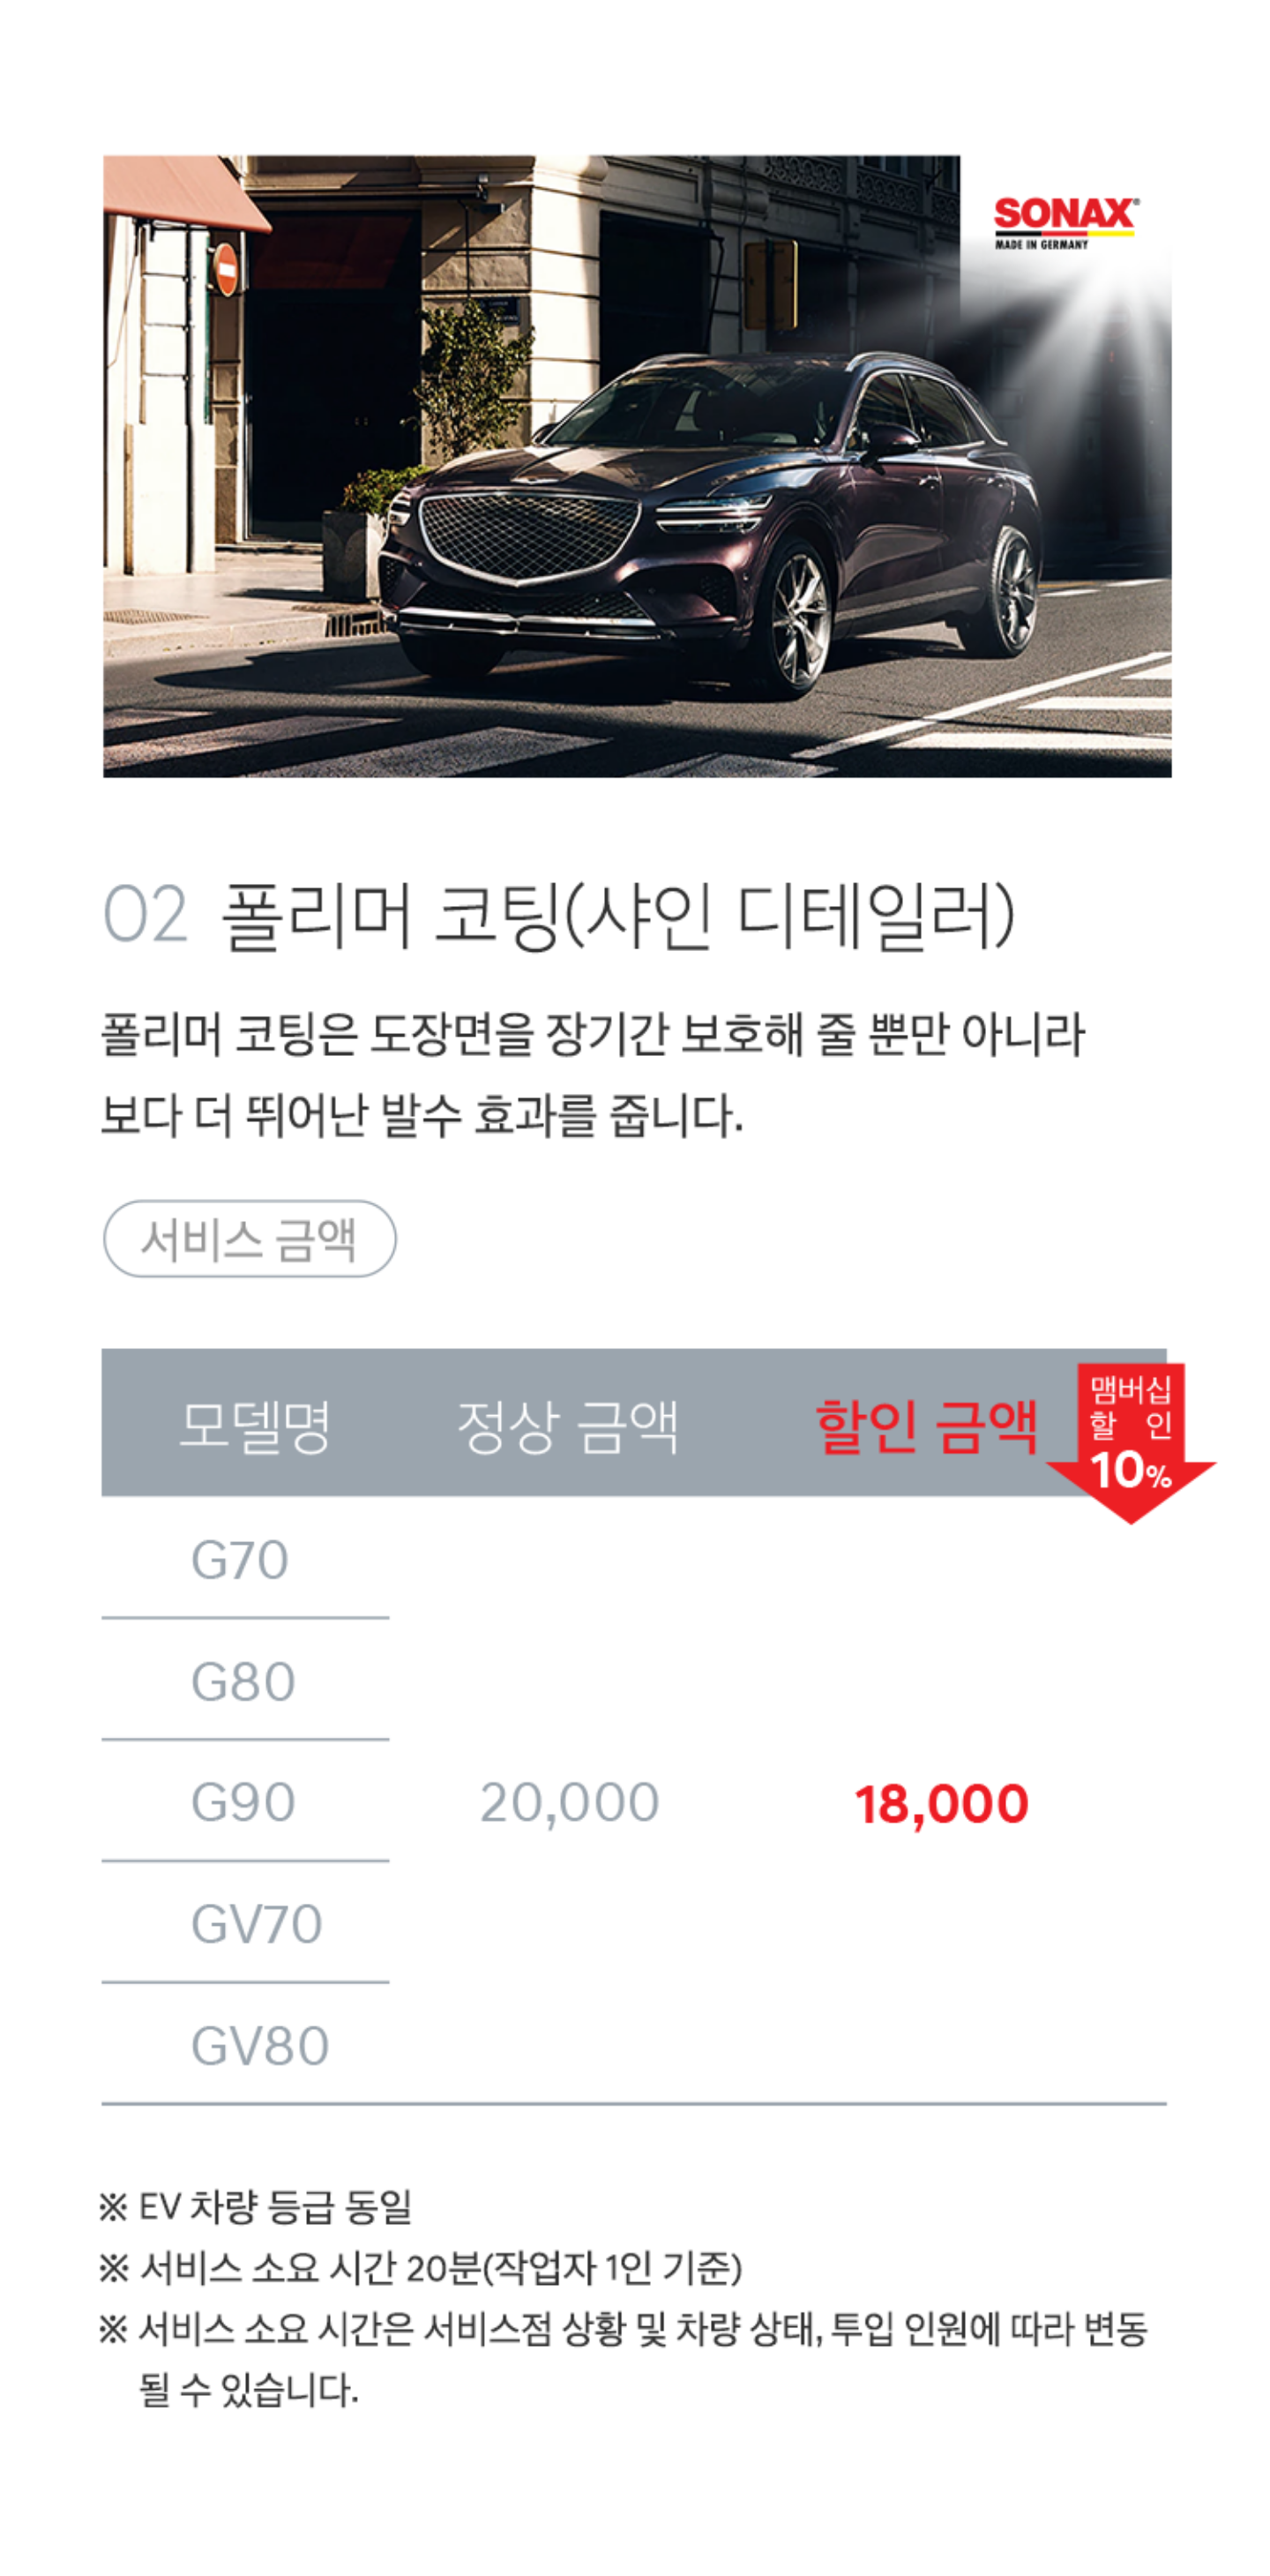 SONAX®
MADE IN GERMANY
02 폴리머 코팅(샤인 디테일러)
폴리머 코팅은 도장면을 장기간 보호해 줄 뿐만 아니라
보다 더 뛰어난 발수 효과를 줍니다.
서비스 금액
모델명 정상 금액 할인 금액
맴버십
할 인
10%
G70
G80
G90 20,000 18,000
GV70
GV80
※ EV 차량 등급 동일
※ 서비스 소요 시간 20분(작업자 1인 기준)
※ 서비스 소요 시간은 서비스점 상황 및 차량 상태, 투입 인원에 따라 변동
될 수 있습니다.